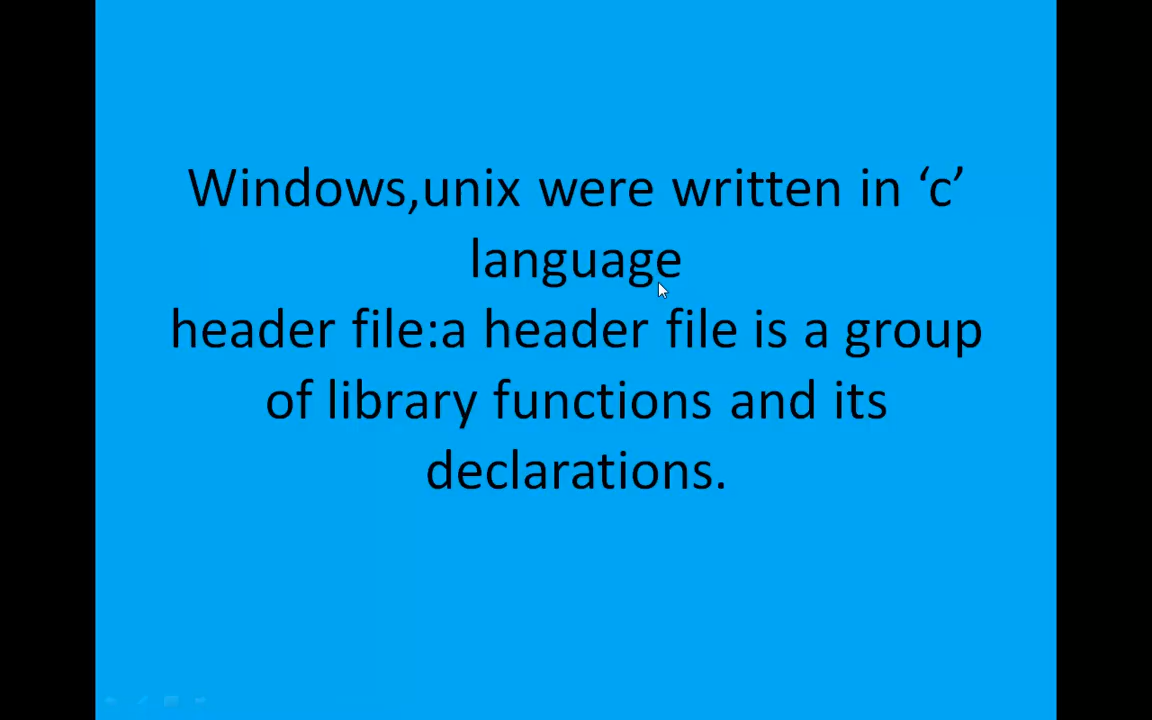 Windows,unix were written in ‘c’
language
header file:a header file is a group
of library functions and its
declarations.